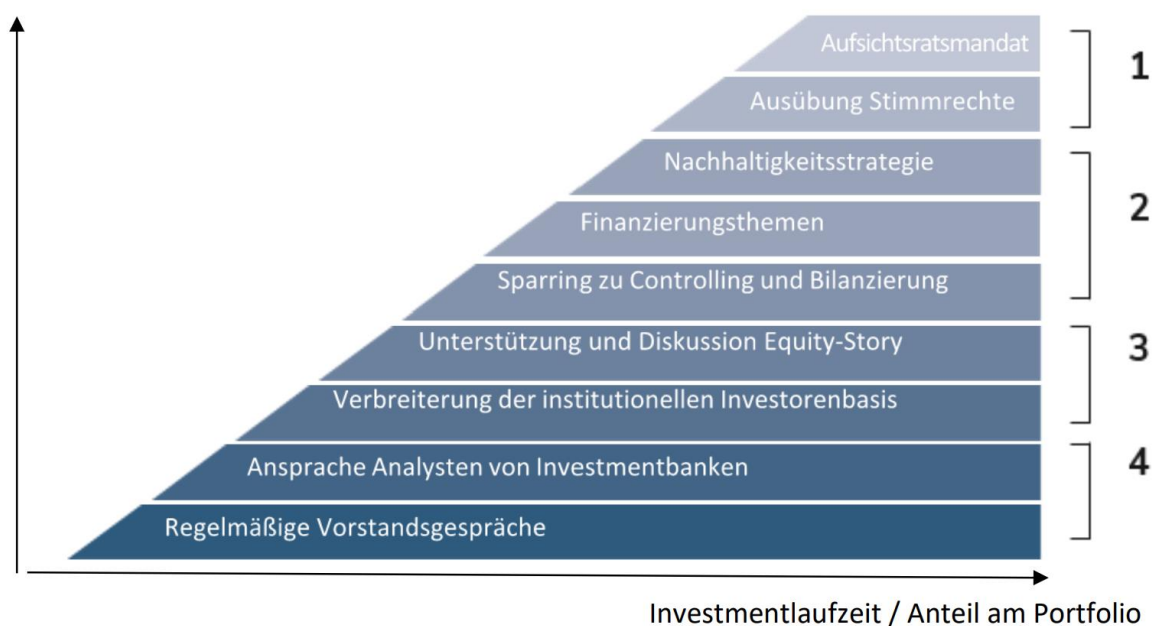 Aufsichtsratsmandat
1
Ausübung Stimmrechte
Nachhaltigkeitsstrategie
2
Finanzierungsthemen
Sparring zu Controlling und Bilanzierung
Unterstützung und Diskussion Equity-Story
3
Verbreiterung der institutionellen Investorenbasis
Ansprache Analysten von Investmentbanken
4
Regelmäßige Vorstandsgespräche
Investmentlaufzeit / Anteil am Portfolio